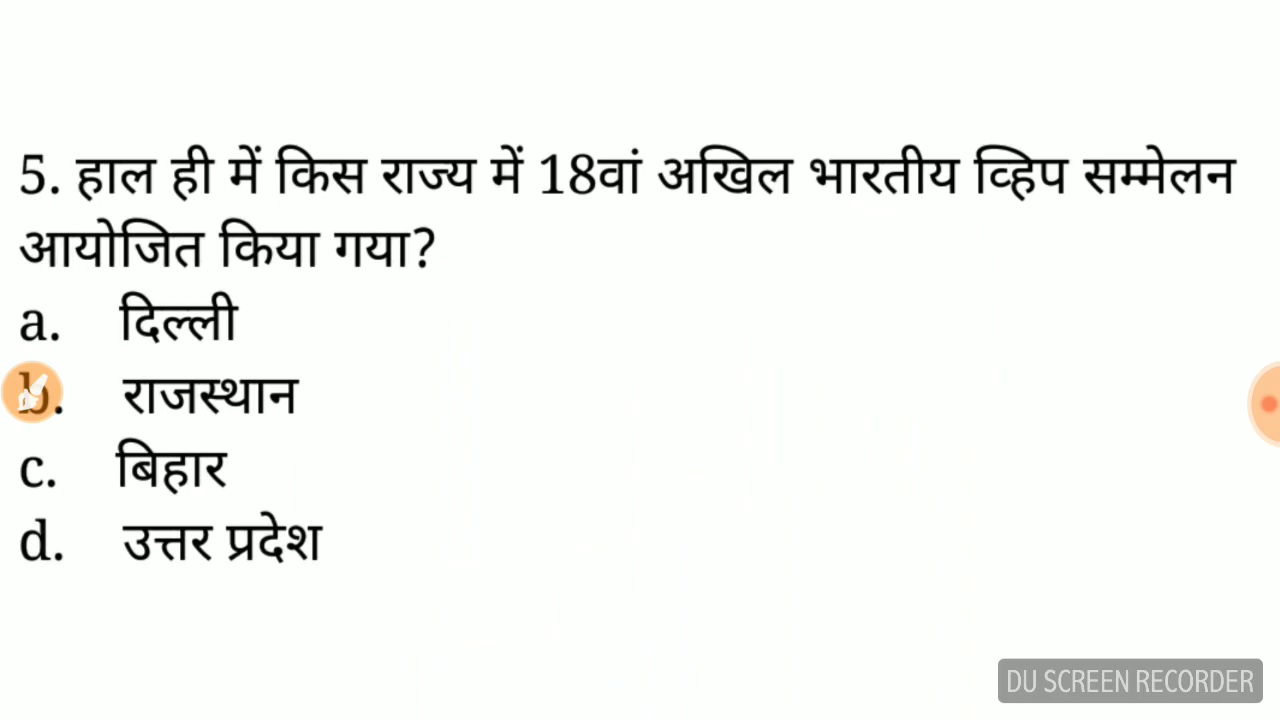 5. हाल ही में किस राज्य में 18वां अखिल भारतीय व्हिप सम्मेलन
आयोजित किया गया?
a. दिल्ली
b. राजस्थान
c. बिहार
d. उत्तर प्रदेश
DU SCREEN RECORDER